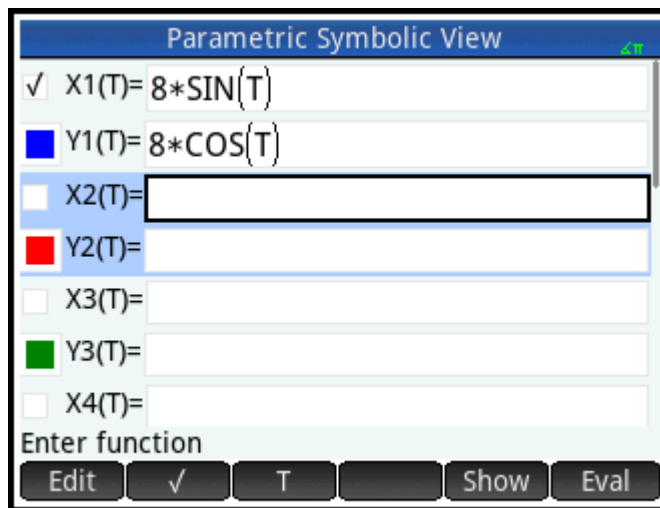 Parametric Symbolic View
∡π
√ X1(T)= 8*SIN(T)
Y1(T)= 8*COS(T)
X2(T)=
Y2(T)=
X3(T)=
Y3(T)=
X4(T)=
Enter function
Edit √ T Show Eval